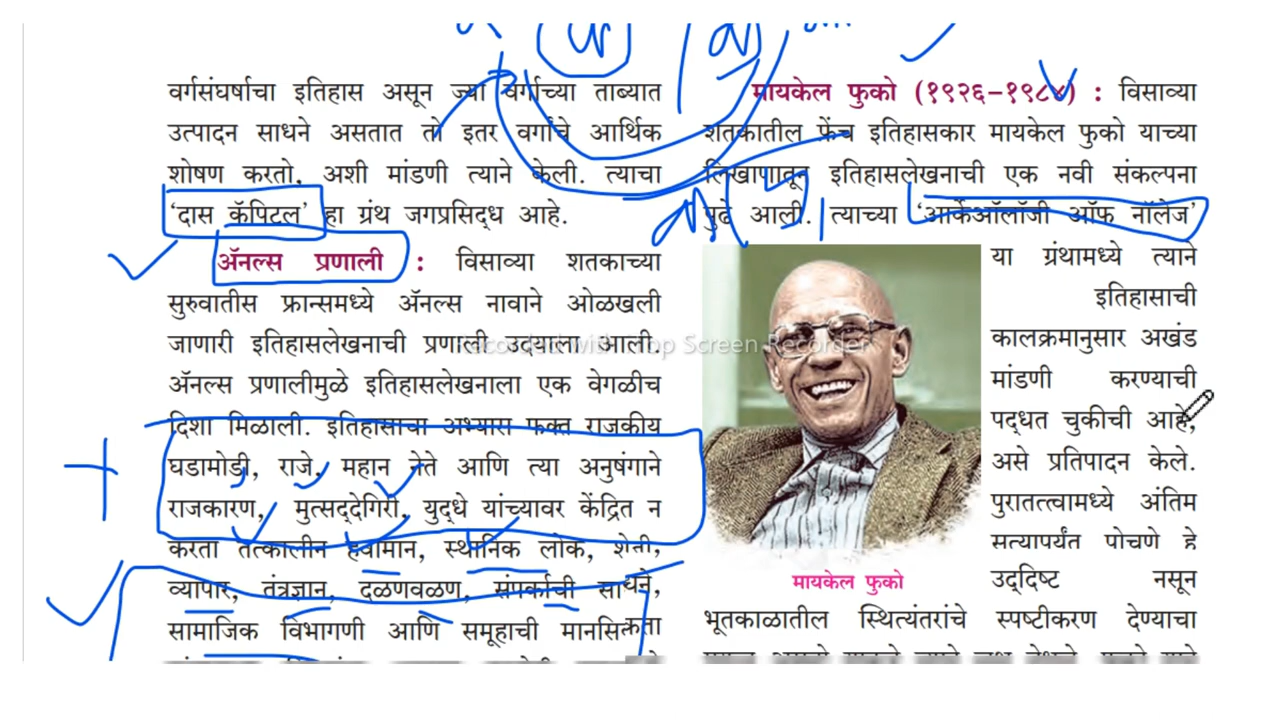 वर्गसंघर्षाचा इतिहास असून ज्या वर्गाच्या ताब्यात
उत्पादन साधने असतात तो इतर वर्गांचे आर्थिक
शोषण करतो, अशी मांडणी त्याने केली. त्याचा
‘दास कॅपिटल’ हा ग्रंथ जगप्रसिद्ध आहे.
ॲनल्स प्रणाली : विसाव्या शतकाच्या
सुरुवातीस फ्रान्समध्ये ॲनल्स नावाने ओळखली
जाणारी इतिहासलेखनाची प्रणाली उदयाला आली.
ॲनल्स प्रणालीमुळे इतिहासलेखनाला एक वेगळीच
दिशा मिळाली. इतिहासाचा अभ्यास फक्त राजकीय
घडामोडी, राजे, महान नेते आणि त्या अनुषंगाने
राजकारण, मुत्सद्देगिरी, युद्धे यांच्यावर केंद्रित न
करता तत्कालीन हवामान, स्थानिक लोक, शेती,
व्यापार, तंत्रज्ञान, दळणवळण, संपर्काची साधने,
सामाजिक विभागणी आणि समूहाची मानसिकता
मायकेल फुको (१९२६–१९८४) : विसाव्या
शतकातील फ्रेंच इतिहासकार मायकेल फुको याच्या
लिखाणातून इतिहासलेखनाची एक नवी संकल्पना
पुढे आली. त्याच्या ‘आर्केऑलॉजी ऑफ नॉलेज’
या ग्रंथामध्ये त्याने
इतिहासाची
कालक्रमानुसार अखंड
मांडणी करण्याची
पद्धत चुकीची आहे,
असे प्रतिपादन केले.
पुरातत्त्वामध्ये अंतिम
सत्यापर्यंत पोचणे हे
उद्दिष्ट नसून
भूतकाळातील स्थित्यंतरांचे स्पष्टीकरण देण्याचा
मायकेल फुको
Recorded with iTop Screen Recorder